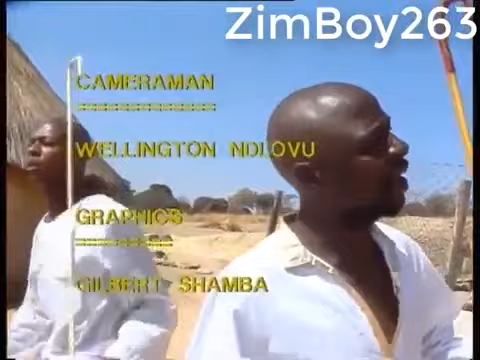 ZimBoy263
CAMERAMAN
==============
WELLINGTON NDLOVU
GRAPHICS
==========
GILBERT SHAMBA